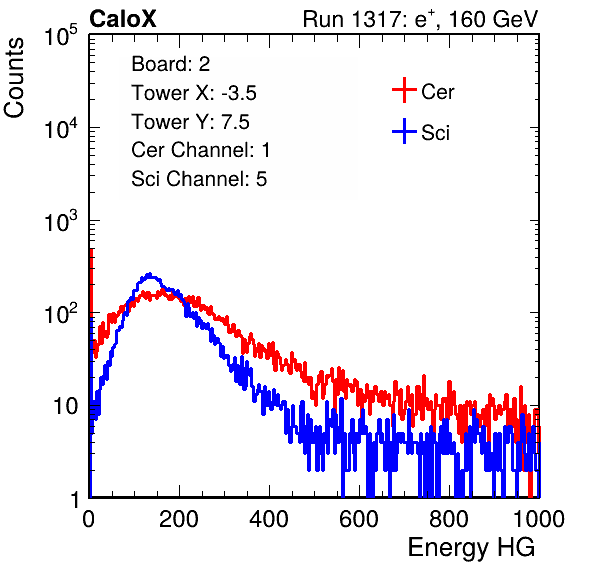 CaloX Run 1317: e⁺, 160 GeV
Counts
Board: 2
Tower X: -3.5
Tower Y: 7.5
Cer Channel: 1
Sci Channel: 5
Cer
Sci
10⁵
10⁴
10³
10²
10
1
0 200 400 600 800 1000
Energy HG